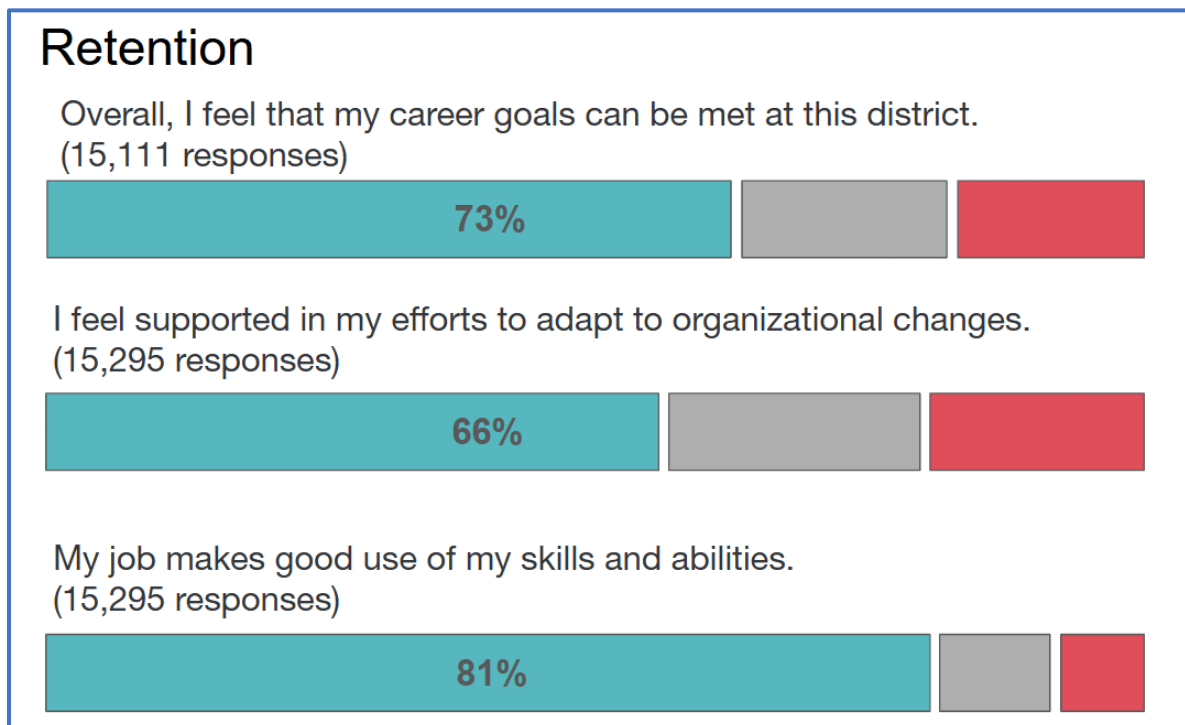 Retention
Overall, I feel that my career goals can be met at this district.
(15,111 responses)
73%
I feel supported in my efforts to adapt to organizational changes.
(15,295 responses)
66%
My job makes good use of my skills and abilities.
(15,295 responses)
81%